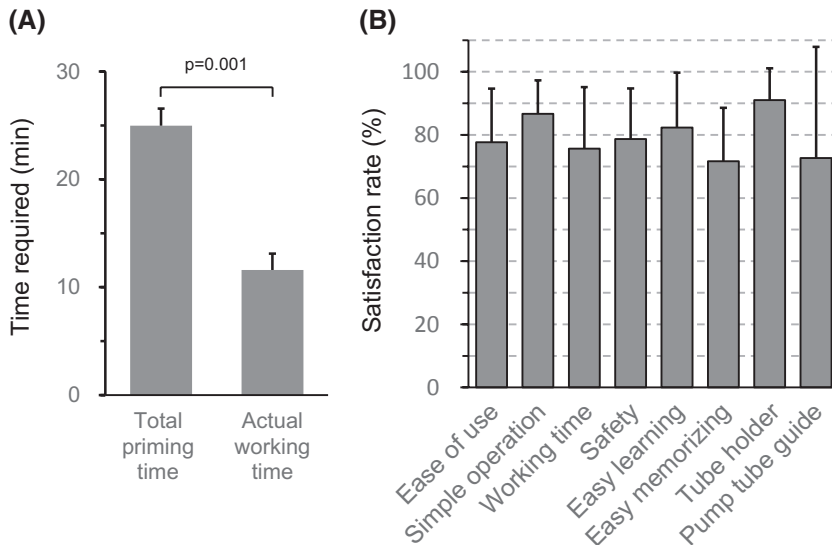 (A)
p=0.001
Time required (min)
30
20
10
0
Total
priming
time
Actual
working
time
(B)
Satisfaction rate (%)
100
80
60
40
20
0
Ease of use
Simple operation
Working time
Safety
Easy learning
Easy memorizing
Tube holder
Pump tube guide